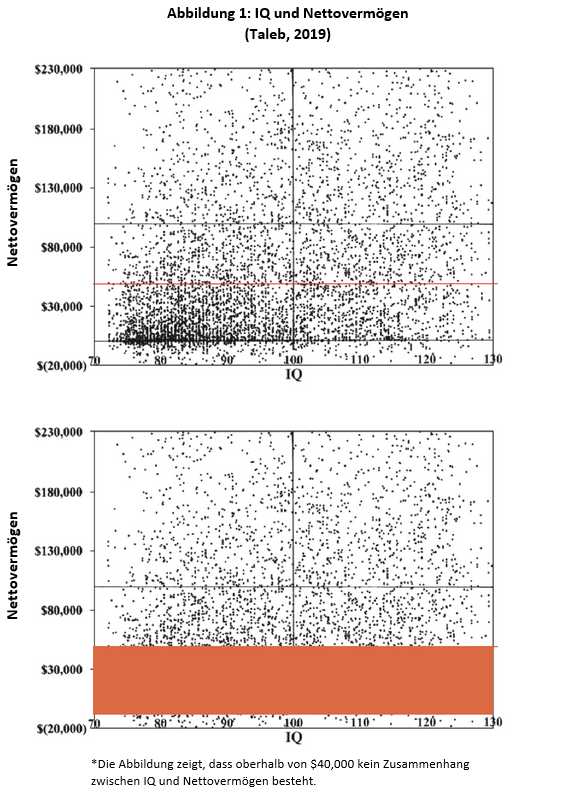 Abbildung 1: IQ und Nettovermögen
(Taleb, 2019)
Nettovermögen
$230,000
$180,000
$130,000
$80,000
$30,000
$(20,000)
70 80 90 100 110 120 130
IQ
Nettovermögen
$230,000
$180,000
$130,000
$80,000
$30,000
$(20,000)
70 80 90 100 110 120 130
IQ
*Die Abbildung zeigt, dass oberhalb von $40,000 kein Zusammenhang
zwischen IQ und Nettovermögen besteht.